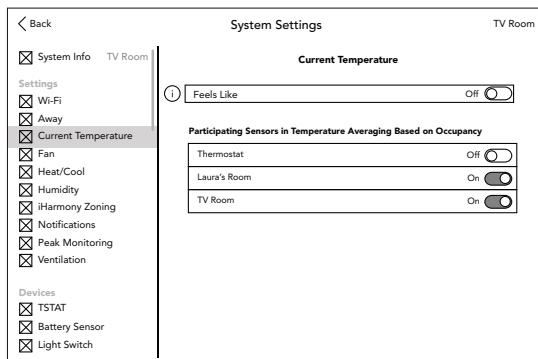 Back
System Settings
TV Room
System Info TV Room
Settings
Wi-Fi
Away
Current Temperature
Fan
Heat/Cool
Humidity
iHarmony Zoning
Notifications
Peak Monitoring
Ventilation
Devices
TSTAT
Battery Sensor
Light Switch
Current Temperature
i Feels Like Off
Participating Sensors in Temperature Averaging Based on Occupancy
Thermostat Off
Laura's Room On
TV Room On